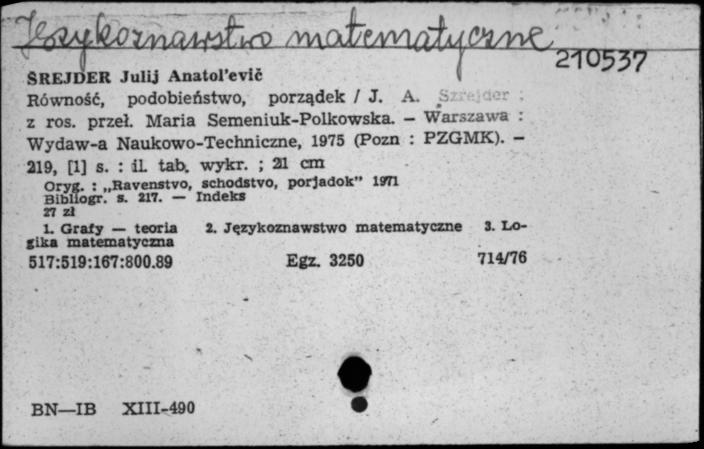 Językoznawstwo matematyczne
210537
ŠREJDER Julij Anatol'evič
Równość, podobieństwo, porządek / J. A. Szrejder ;
z ros. przeł. Maria Semeniuk-Polkowska. — Warszawa :
Wydaw-a Naukowo-Techniczne, 1975 (Pozn : PZGMK). —
219, [1] s. : il. tab. wykr. ; 21 cm
Oryg. : „Ravenstvo, schodstvo, porjadok” 1971
Bibliogr. s. 217. — Indeks
27 zł
1. Grafy — teoria 2. Językoznawstwo matematyczne 3. Lo-
gika matematyczna
517:519:167:800.89 Egz. 3250 714/76
BN—IB XIII-490